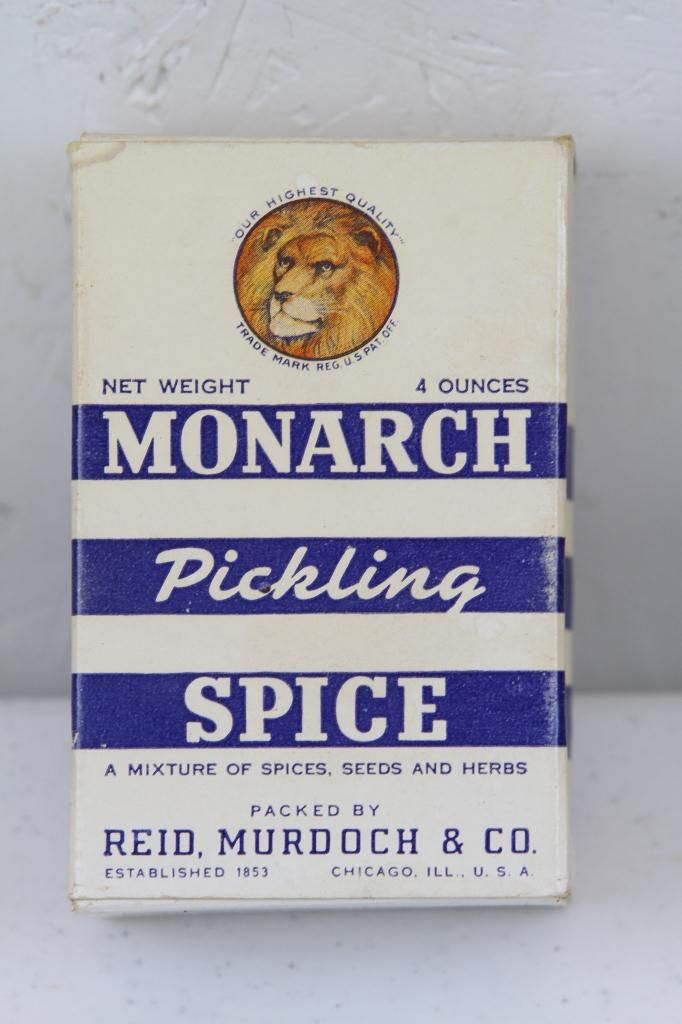 "OUR HIGHEST QUALITY"
TRADE MARK REG. U.S. PAT. OFF.
NET WEIGHT 4 OUNCES
MONARCH
Pickling
SPICE
A MIXTURE OF SPICES, SEEDS AND HERBS
PACKED BY
REID, MURDOCH & CO.
ESTABLISHED 1853 CHICAGO, ILL., U. S. A.